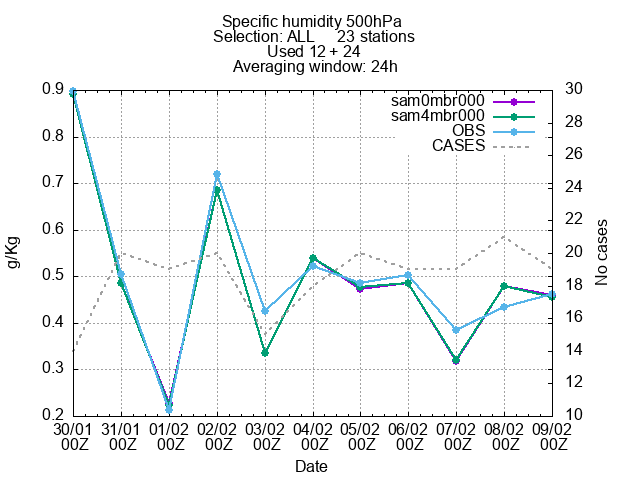 Specific humidity 500hPa
Selection: ALL 23 stations
Used 12 + 24
Averaging window: 24h
sam0mbr000
sam4mbr000
OBS
CASES
0.9
0.8
0.7
0.6
0.5
0.4
0.3
0.2
g/Kg
30
28
26
24
22
20
18
16
14
12
10
No cases
30/01 31/01 01/02 02/02 03/02 04/02 05/02 06/02 07/02 08/02 09/02
00Z 00Z 00Z 00Z 00Z 00Z 00Z 00Z 00Z 00Z 00Z
Date